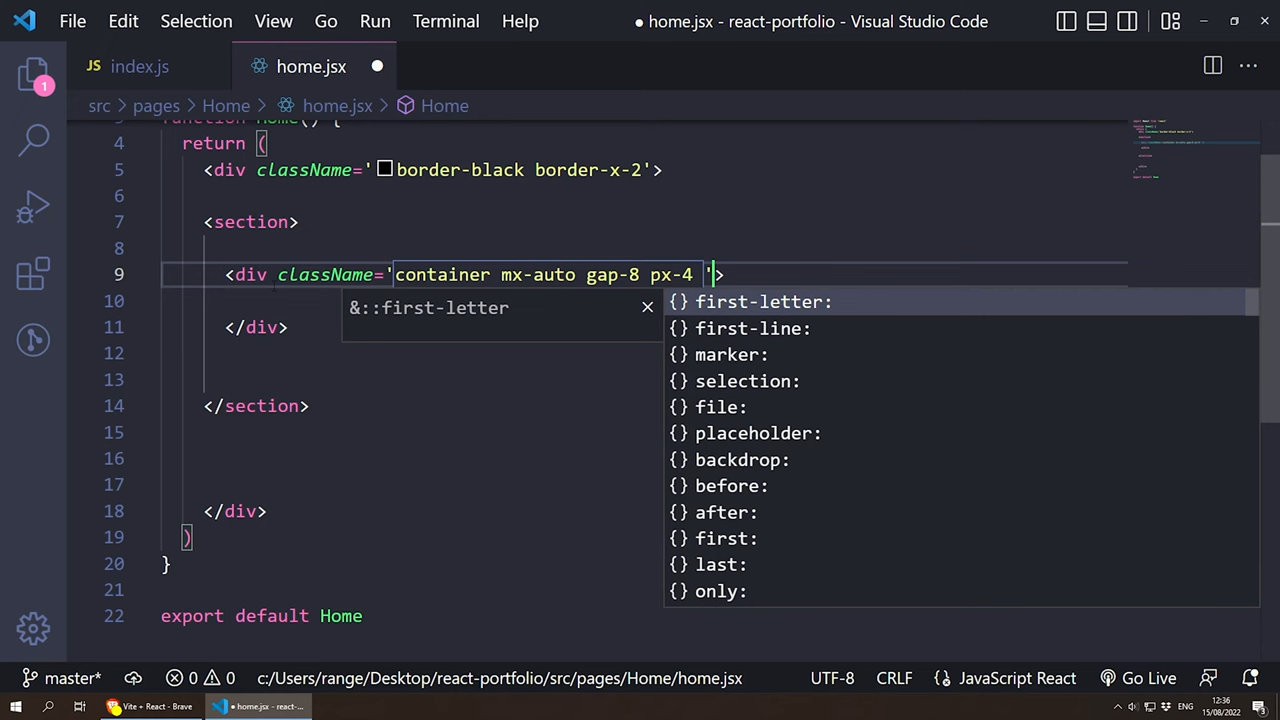 File Edit Selection View Go Run Terminal Help ● home.jsx - react-portfolio - Visual Studio Code
JS index.js home.jsx
src > pages > Home > home.jsx > Home
1
function Home() {
4 return (
5 <div className='border-black border-x-2'>
6
7 <section>
8
9 <div className='container mx-auto gap-8 px-4 '>
&::first-letter
{} first-letter:
{} first-line:
{} marker:
{} selection:
{} file:
{} placeholder:
{} backdrop:
{} before:
{} after:
{} first:
{} last:
{} only:
10
11 </div>
12
13
14 </section>
15
16
17
18 </div>
19 )
20 }
21
22 export default Home
master* 0 0 c:/Users/range/Desktop/react-portfolio/src/pages/Home/home.jsx UTF-8 CRLF {} JavaScript React Go Live
Vite + React - Brave ● home.jsx - react-... ENG 12:36
15/08/2022 3